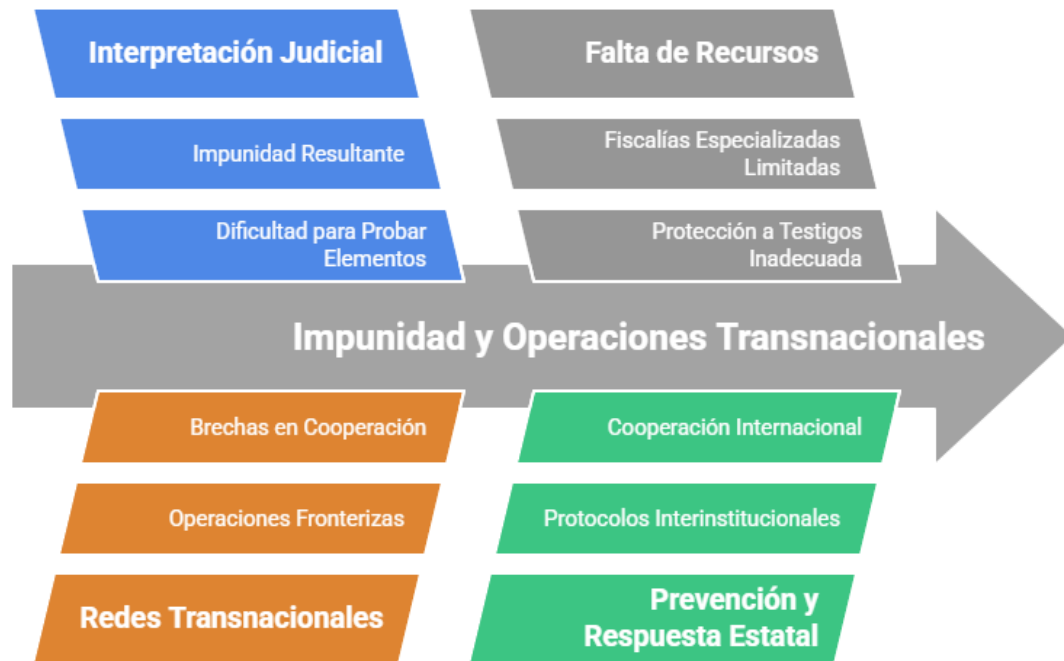 Interpretación Judicial
Falta de Recursos
Impunidad Resultante
Fiscalías Especializadas
Limitadas
Dificultad para Probar
Elementos
Protección a Testigos
Inadecuada
Impunidad y Operaciones Transnacionales
Brechas en Cooperación
Cooperación Internacional
Operaciones Fronterizas
Protocolos Interinstitucionales
Redes Transnacionales
Prevención y
Respuesta Estatal